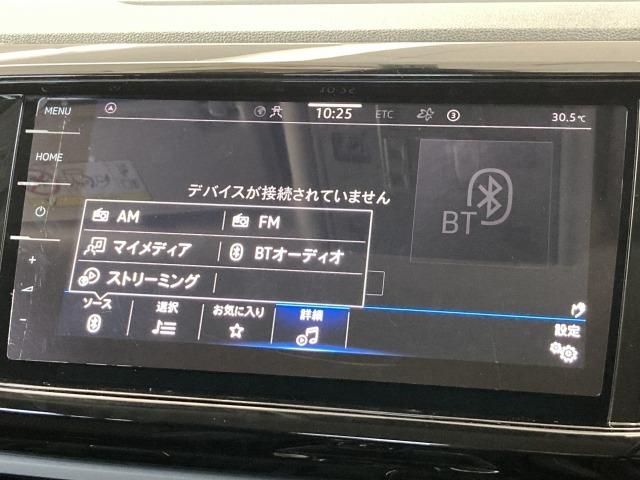 MENU
10:25
ETC
3
30.5℃
HOME
デバイスが接続されていません
AM
FM
BT
マイメディア
BTオーディオ
ストリーミング
ソース
選択
お気に入り
詳細
設定